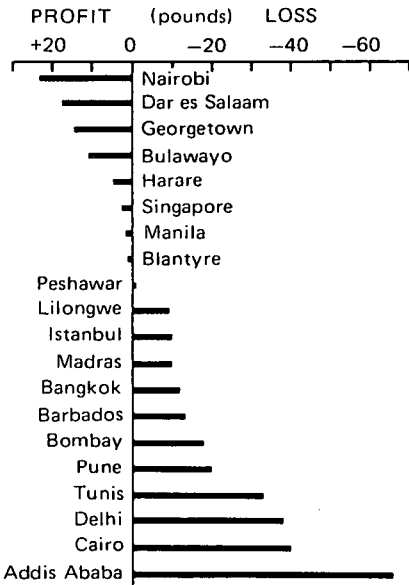 PROFIT (pounds) LOSS
+20 0 −20 −40 −60
Nairobi
Dar es Salaam
Georgetown
Bulawayo
Harare
Singapore
Manila
Blantyre
Peshawar
Lilongwe
Istanbul
Madras
Bangkok
Barbados
Bombay
Pune
Tunis
Delhi
Cairo
Addis Ababa